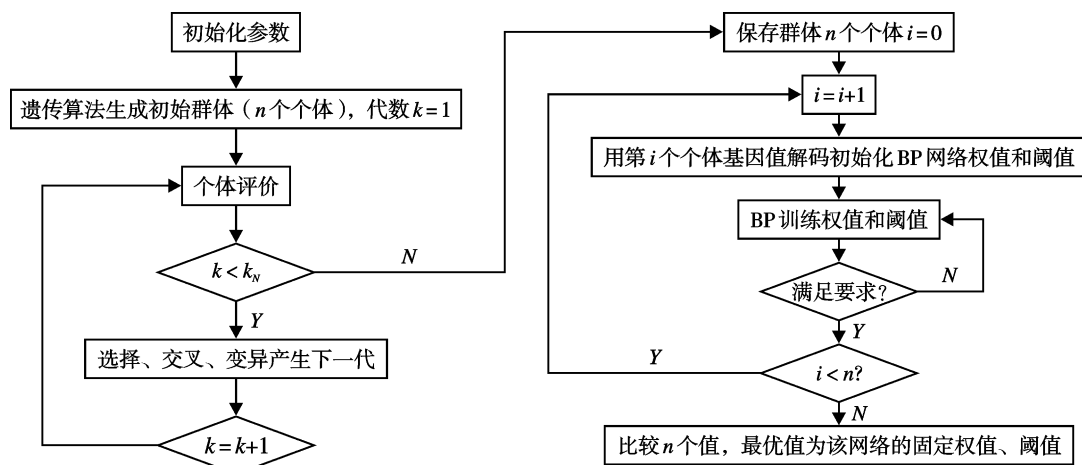 初始化参数
遗传算法生成初始群体（n个个体），代数k=1
个体评价
k<k_N
N
Y
选择、交叉、变异产生下一代
k=k+1
保存群体n个个体i=0
i=i+1
用第i个个体基因值解码初始化BP网络权值和阈值
BP训练权值和阈值
满足要求？
N
Y
i<n?
Y
N
比较n个值，最优值为该网络的固定权值、阈值